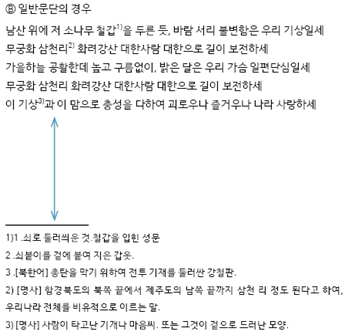 ⑧ 일반문단의 경우
남산 위에 저 소나무 철갑1)을 두른 듯, 바람 서리 불변함은 우리 기상일세
무궁화 삼천리2) 화려강산 대한사람 대한으로 길이 보전하세
가을하늘 공활한데 높고 구름없이, 밝은 달은 우리 가슴 일편단심일세
무궁화 삼천리 화려강산 대한사람 대한으로 길이 보전하세
이 기상3)과 이 맘으로 충성을 다하여 괴로우나 즐거우나 나라 사랑하세
1)1 .쇠로 둘러씌운 것.철갑을 입힌 성문
2 .쇠붙이를 겉에 붙여 지은 갑옷.
3 .[북한어] 총탄을 막기 위하여 전투 기재를 둘러싼 강철판.
2) [명사] 함경북도의 북쪽 끝에서 제주도의 남쪽 끝까지 삼천 리 정도 된다고 하여,
우리나라 전체를 비유적으로 이르는 말.
3) [명사] 사람이 타고난 기개나 마음씨. 또는 그것이 겉으로 드러난 모양.